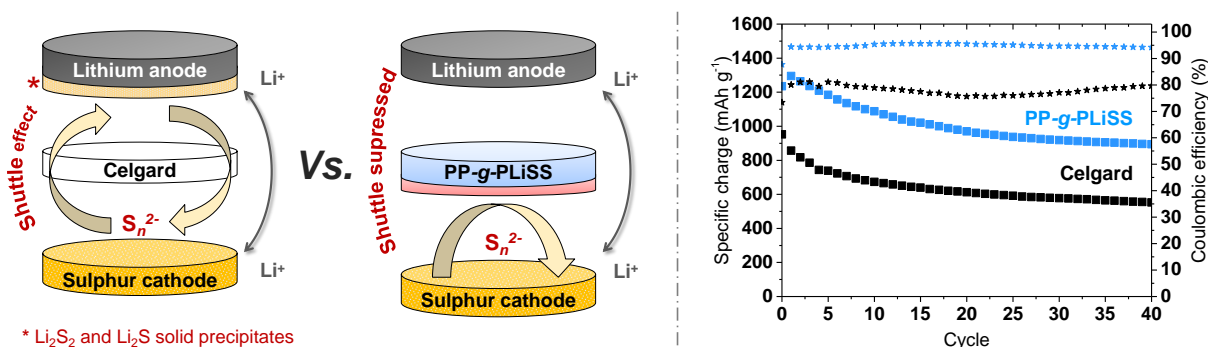 Lithium anode
*
Li⁺
Shuttle effect
Celgard
Sₙ²⁻
Sulphur cathode
Li⁺
* Li₂S₂ and Li₂S solid precipitates
Vs.
Lithium anode
Li⁺
Shuttle supressed
PP-g-PLiSS
Sₙ²⁻
Sulphur cathode
Li⁺
Specific charge (mAh g⁻¹)
1600
1400
1200
1000
800
600
400
200
0
PP-g-PLiSS
Celgard
100
90
80
70
60
50
40
30
20
10
0
Coulombic efficiency (%)
0 5 10 15 20 25 30 35 40
Cycle